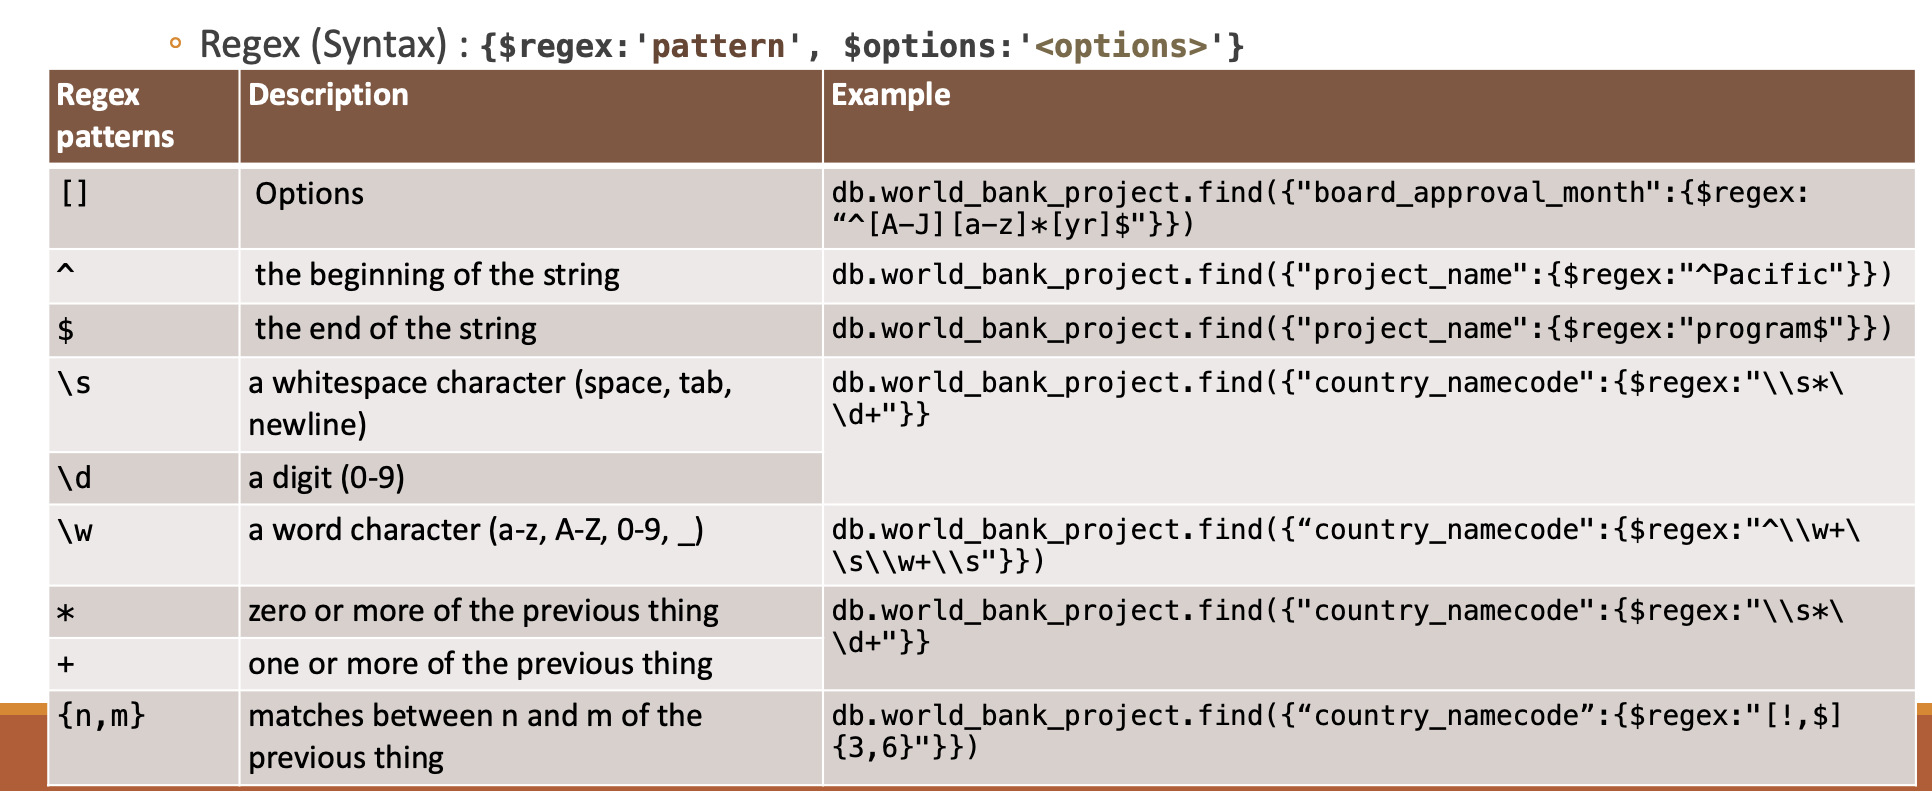 ◦ Regex (Syntax) : {$regex:'pattern', $options:'<options>'}
Regex patterns
Description
Example
[]
Options
db.world_bank_project.find({"board_approval_month":{$regex:
“^[A-J][a-z]*[yr]$"}})
^
the beginning of the string
db.world_bank_project.find({"project_name":{$regex:"^Pacific"}})
$
the end of the string
db.world_bank_project.find({"project_name":{$regex:"program$"}})
\s
a whitespace character (space, tab,
newline)
db.world_bank_project.find({"country_namecode":{$regex:"\\s*\
\d+"}}
\d
a digit (0-9)
\w
a word character (a-z, A-Z, 0-9, _)
db.world_bank_project.find({“country_namecode":{$regex:"^\\w+\
\s\\w+\\s"}})
*
zero or more of the previous thing
db.world_bank_project.find({"country_namecode":{$regex:"\\s*\
\d+"}}
+
one or more of the previous thing
{n,m}
matches between n and m of the
previous thing
db.world_bank_project.find({“country_namecode”:{$regex:"[!,$]
{3,6}"}})